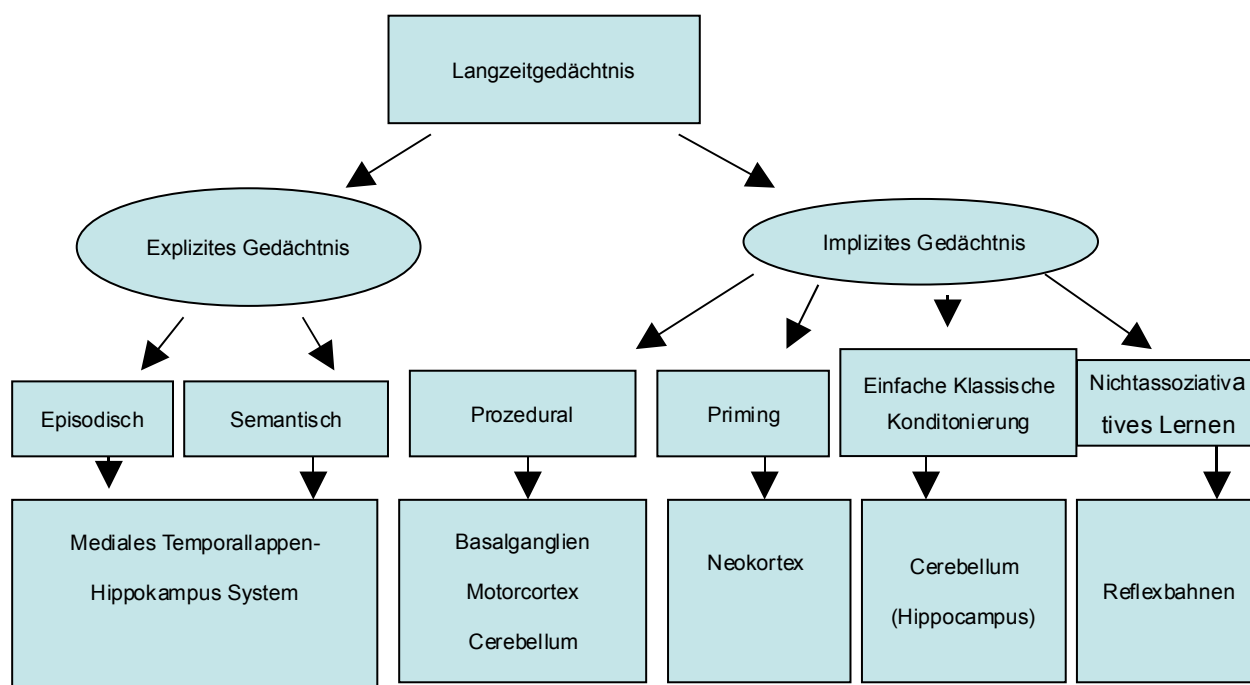 Langzeitgedächtnis
Explizites Gedächtnis
Implizites Gedächtnis
Episodisch
Semantisch
Prozedural
Priming
Einfache Klassische
Konditonierung
Nichtassoziativa
tives Lernen
Mediales Temporallappen-
Hippokampus System
Basalganglien
Motorcortex
Cerebellum
Neokortex
Cerebellum
(Hippocampus)
Reflexbahnen